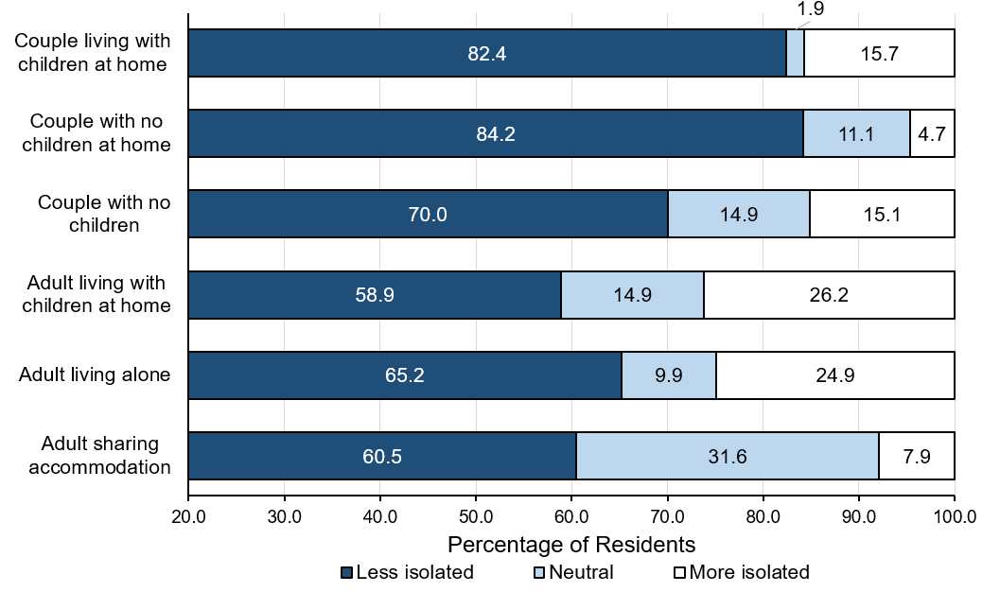 1.9
Couple living with
children at home
82.4
15.7
Couple with no
children at home
84.2
11.1
4.7
Couple with no
children
70.0
14.9
15.1
Adult living with
children at home
58.9
14.9
26.2
Adult living alone
65.2
9.9
24.9
Adult sharing
accommodation
60.5
31.6
7.9
20.0 30.0 40.0 50.0 60.0 70.0 80.0 90.0 100.0
Percentage of Residents
Less isolated Neutral More isolated